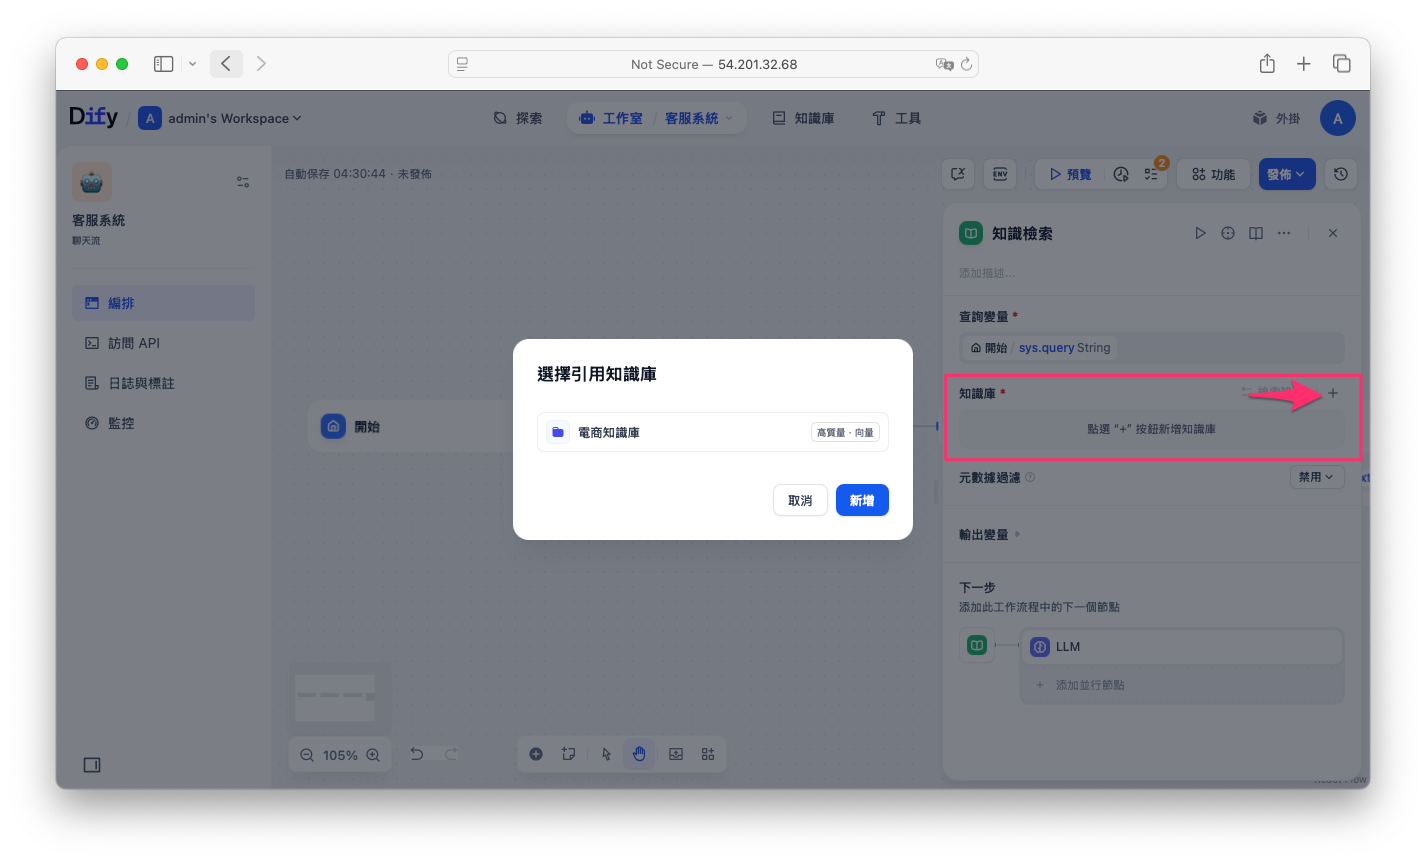 Not Secure — 54.201.32.68
Dify / A admin's Workspace
探索
工作室 / 客服系統
知識庫
工具
外掛
A
客服系統
聊天流
編排
訪問 API
日誌與標註
監控
自動保存 04:30:44 · 未發佈
ENV
預覽
2
功能
發佈
開始
105%
選擇引用知識庫
電商知識庫
高質量 · 向量
取消
新增
知識檢索
添加描述...
查詢變量 *
開始 / sys.query String
知識庫 *
點選 “+” 按鈕新增知識庫
元數據過濾
禁用
輸出變量
下一步
添加此工作流程中的下一個節點
LLM
+ 添加並行節點